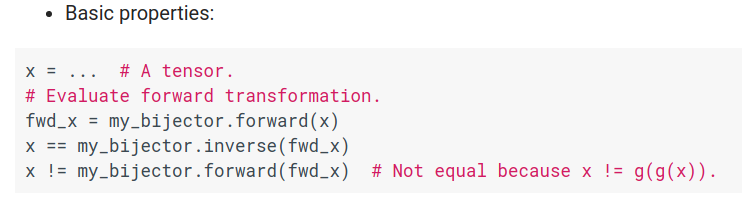 • Basic properties:
x = ...  # A tensor.
# Evaluate forward transformation.
fwd_x = my_bijector.forward(x)
x == my_bijector.inverse(fwd_x)
x != my_bijector.forward(fwd_x)  # Not equal because x != g(g(x)).